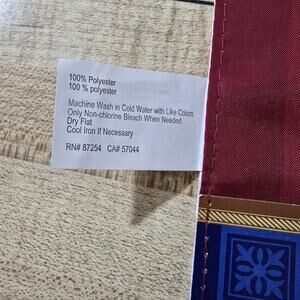 100% Polyester
100 % polyester
Machine Wash in Cold Water with Like Colors
Only Non-chlorine Bleach When Needed
Dry Flat
Cool Iron If Necessary
RN# 87254 CA# 57044